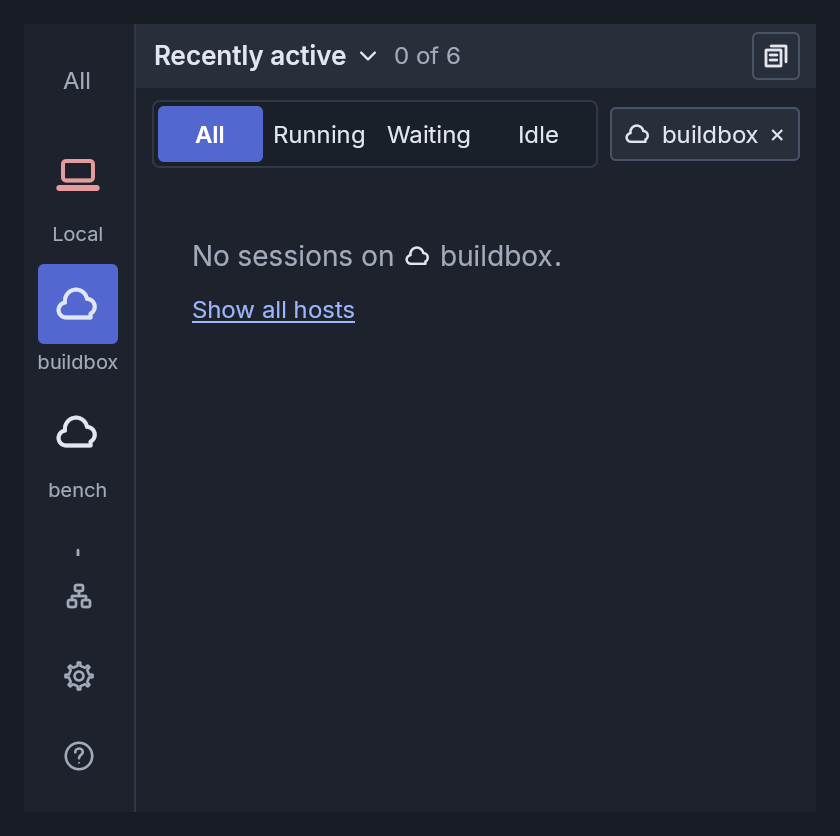 All
Local
buildbox
bench
Recently active 0 of 6
All Running Waiting Idle
buildbox ×
No sessions on buildbox.
Show all hosts